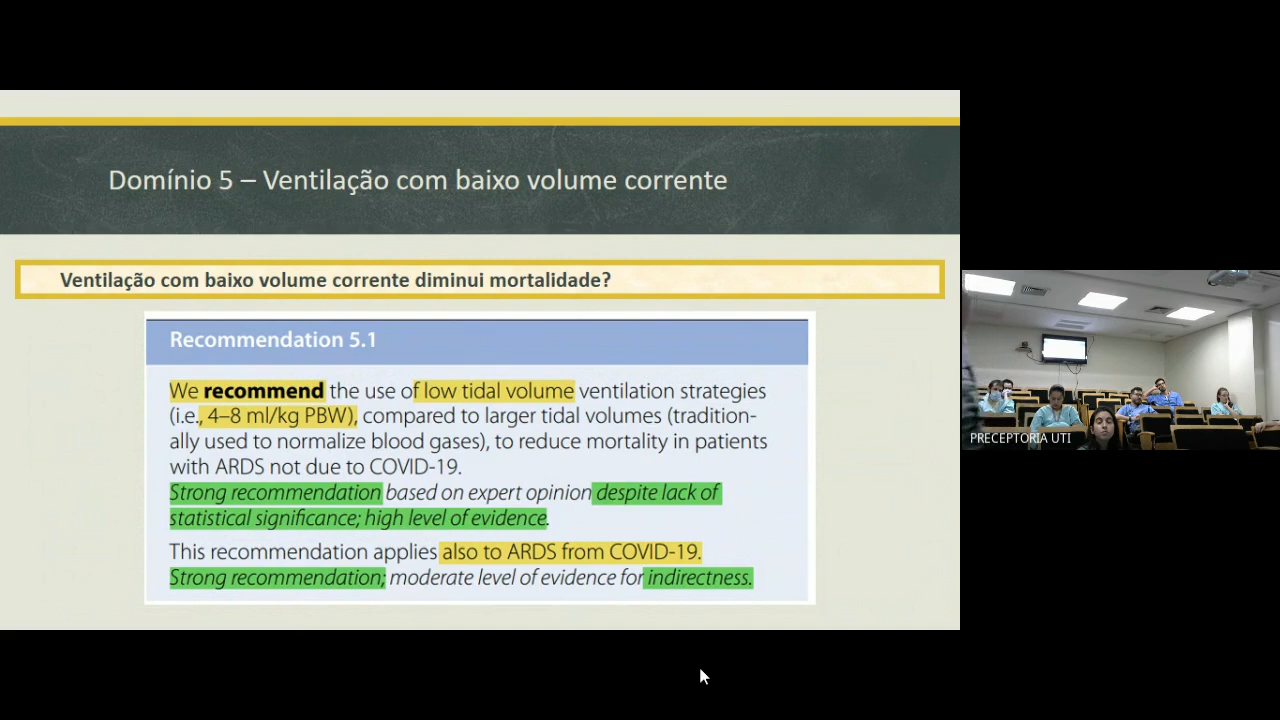 Domínio 5 – Ventilação com baixo volume corrente
Ventilação com baixo volume corrente diminui mortalidade?
Recommendation 5.1
We recommend the use of low tidal volume ventilation strategies
(i.e., 4–8 ml/kg PBW), compared to larger tidal volumes (tradition-
ally used to normalize blood gases), to reduce mortality in patients
with ARDS not due to COVID-19.
Strong recommendation based on expert opinion despite lack of
statistical significance; high level of evidence.
This recommendation applies also to ARDS from COVID-19.
Strong recommendation; moderate level of evidence for indirectness.
PRECEPTORIA UTI